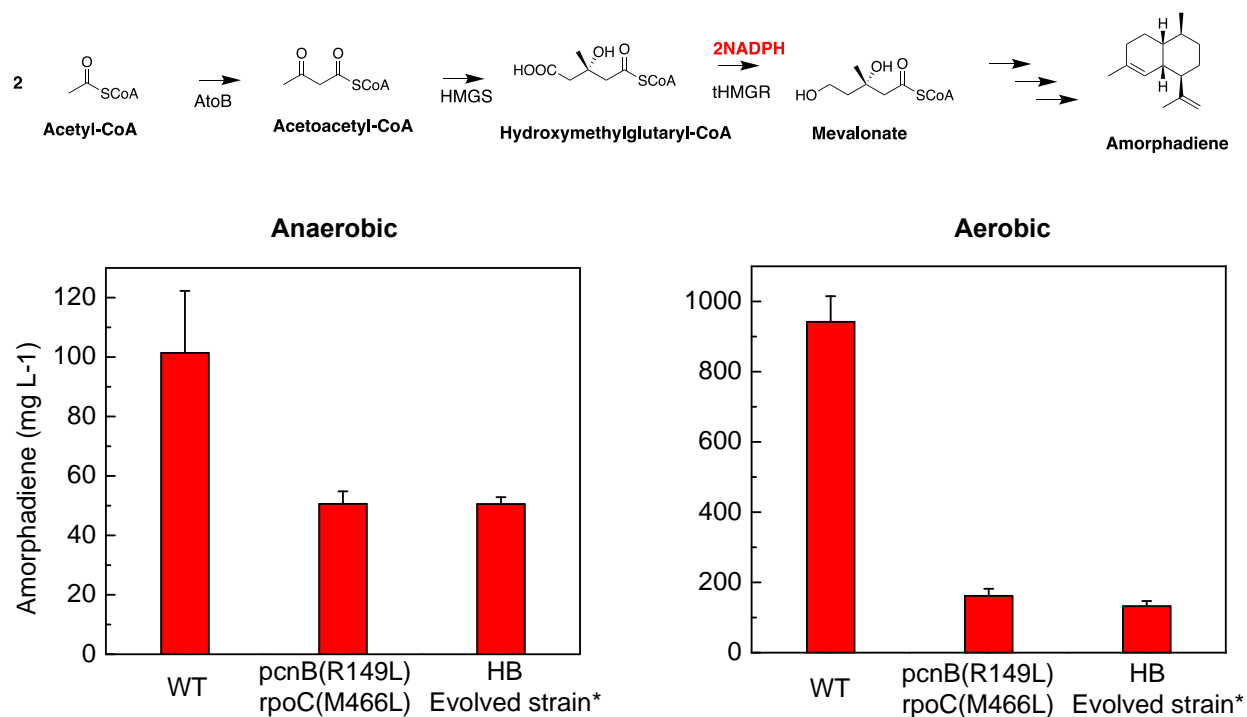 2
O
SCoA
Acetyl-CoA
AtoB
O O
SCoA
Acetoacetyl-CoA
HMGS
HOOC
OH
O
SCoA
Hydroxymethylglutaryl-CoA
2NADPH
tHMGR
HO
OH
O
SCoA
Mevalonate
H
H
Amorphadiene
Anaerobic
Amorphadiene (mg L-1)
120
100
80
60
40
20
0
WT
pcnB(R149L)
rpoC(M466L)
HB
Evolved strain*
Aerobic
1000
800
600
400
200
0
WT
pcnB(R149L)
rpoC(M466L)
HB
Evolved strain*